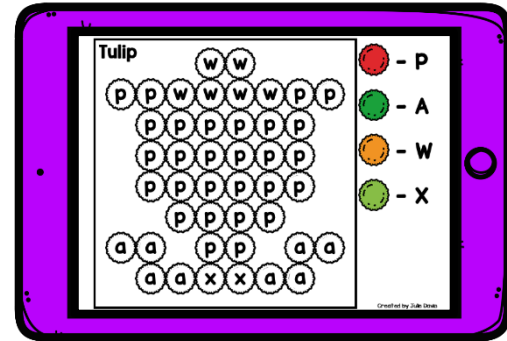 Tulip
w w
p p w w w w p p
p p p p p p
p p p p p p
p p p p p p
p p p p
a a p p a a
a a x x a a
- P
- A
- W
- X
Created by Julie Davis